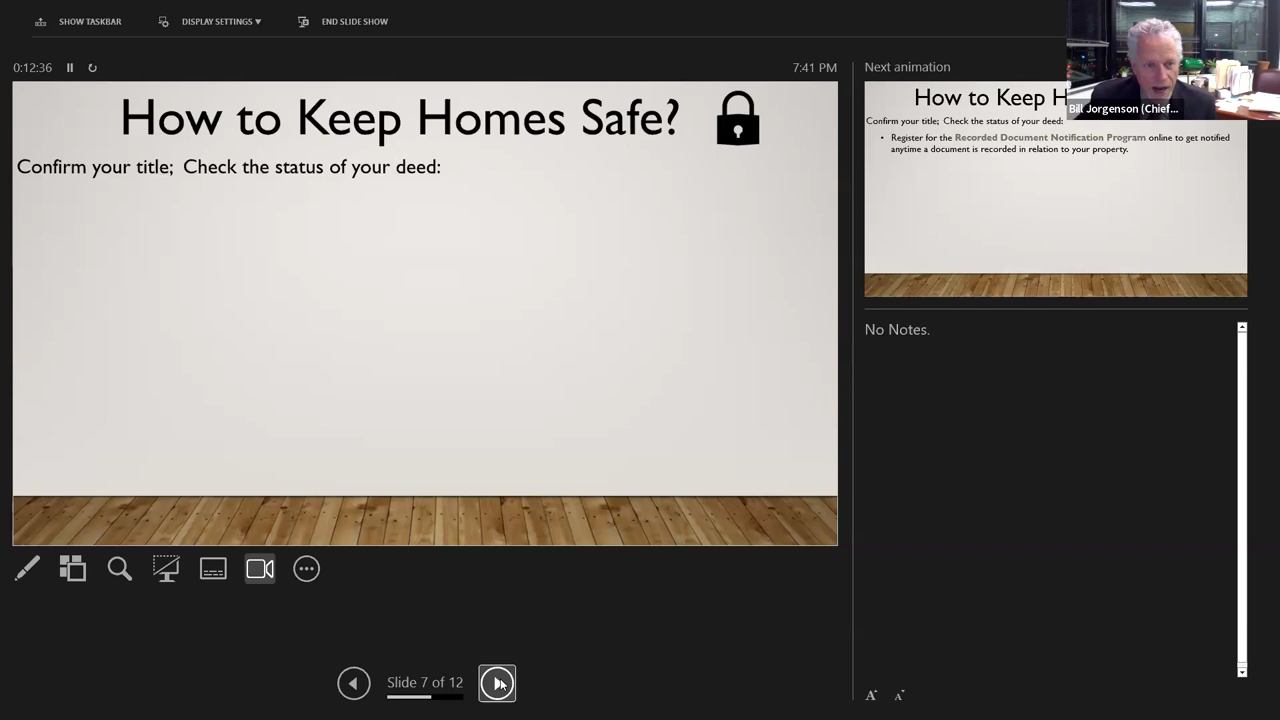 SHOW TASKBAR
DISPLAY SETTINGS ▾
END SLIDE SHOW
0:12:36
7:41 PM
How to Keep Homes Safe?
Confirm your title;  Check the status of your deed:
Slide 7 of 12
Next animation
How to Keep H
Bill Jorgenson (Chief...
Confirm your title;  Check the status of your deed:
• Register for the Recorded Document Notification Program online to get notified
anytime a document is recorded in relation to your property.
No Notes.
A A